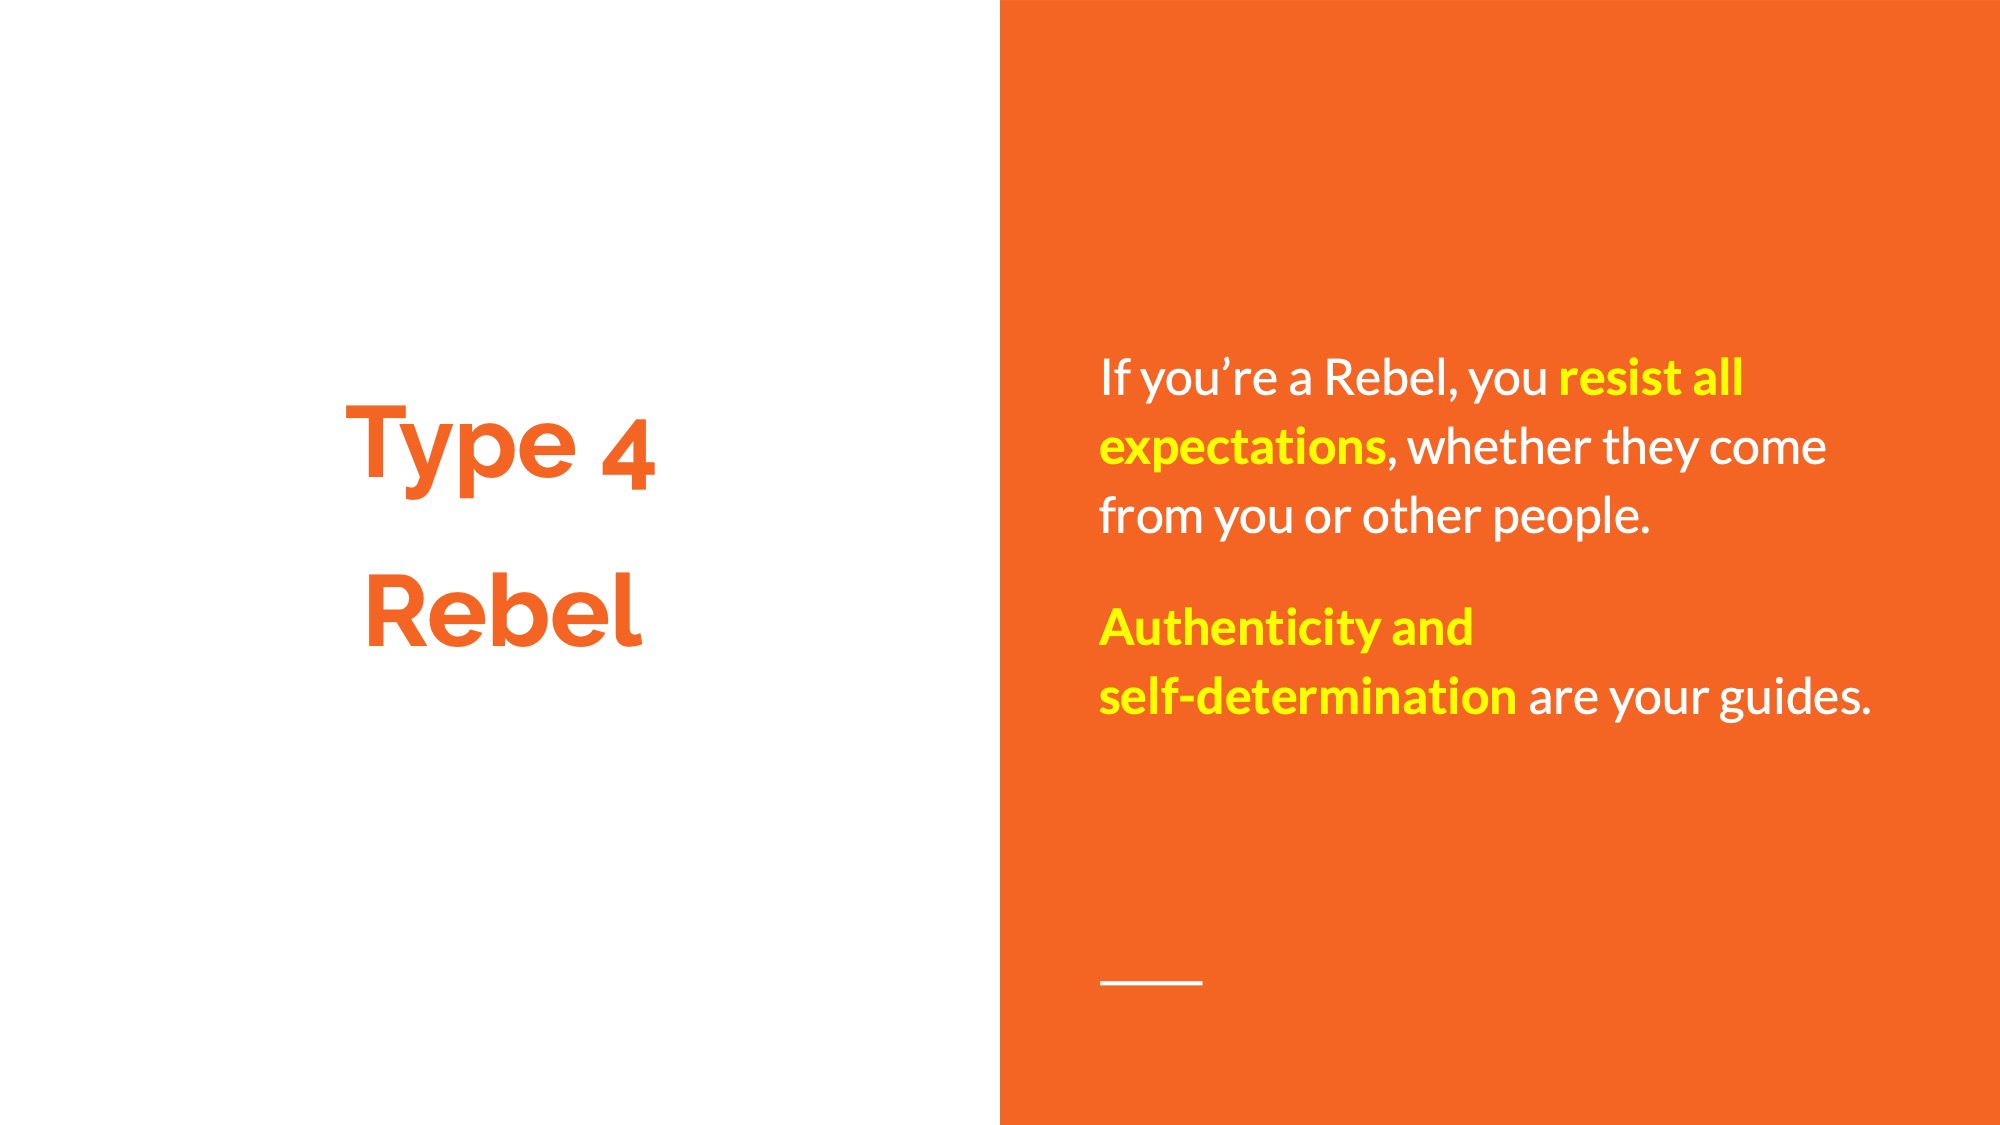 Type 4
Rebel
If you’re a Rebel, you resist all
expectations, whether they come
from you or other people.
Authenticity and
self-determination are your guides.